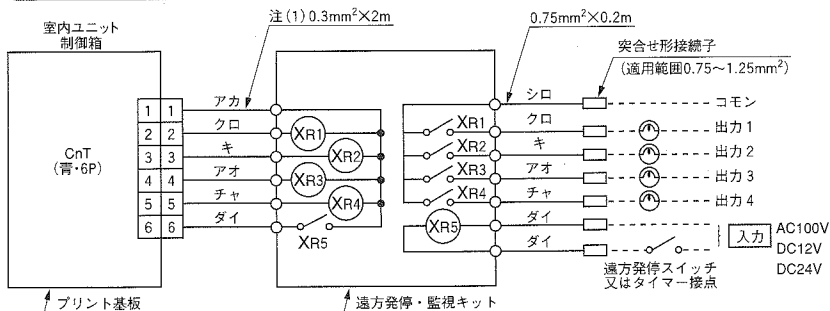 注(1) 0.3mm²×2m
0.75mm²×0.2m
室内ユニット
制御箱
突合せ形接続子
(適用範囲0.75～1.25mm²)
CnT
(青・6P)
1 1
2 2
3 3
4 4
5 5
6 6
アカ
クロ
キ
アオ
チャ
ダイ
XR1
XR2
XR3
XR4
XR5
XR1
XR2
XR3
XR4
XR5
シロ
クロ
キ
アオ
チャ
ダイ
ダイ
コモン
出力1
出力2
出力3
出力4
入力
AC100V
DC12V
DC24V
遠方発停スイッチ
又はタイマー接点
プリント基板
遠方発停・監視キット